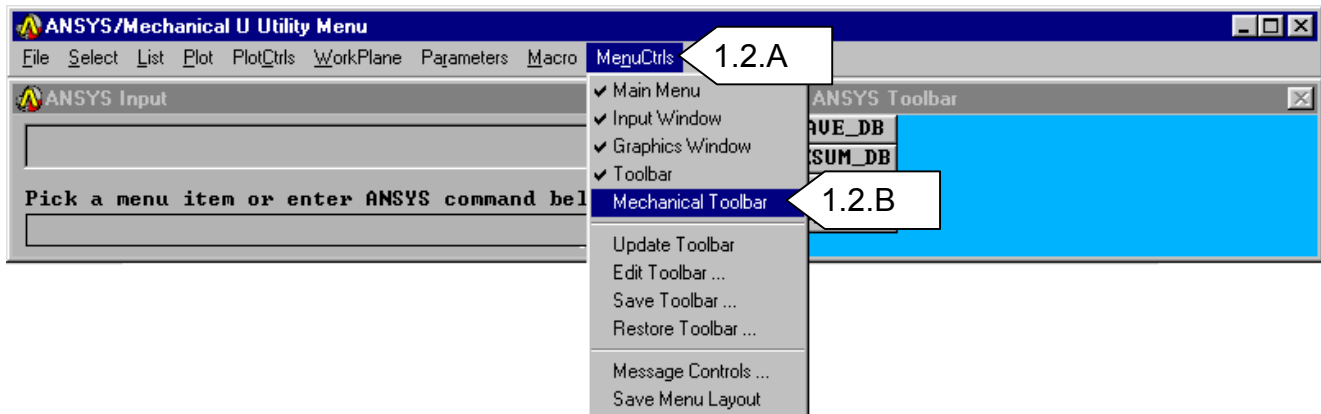 ANSYS/Mechanical U Utility Menu
File Select List Plot PlotCtrls WorkPlane Parameters Macro MenuCtrls 1.2.A
ANSYS Input
ANSYS Toolbar
Pick a menu item or enter ANSYS command bel
AVE_DB
SUM_DB
Main Menu
Input Window
Graphics Window
Toolbar
Mechanical Toolbar 1.2.B
Update Toolbar
Edit Toolbar ...
Save Toolbar ...
Restore Toolbar ...
Message Controls ...
Save Menu Layout